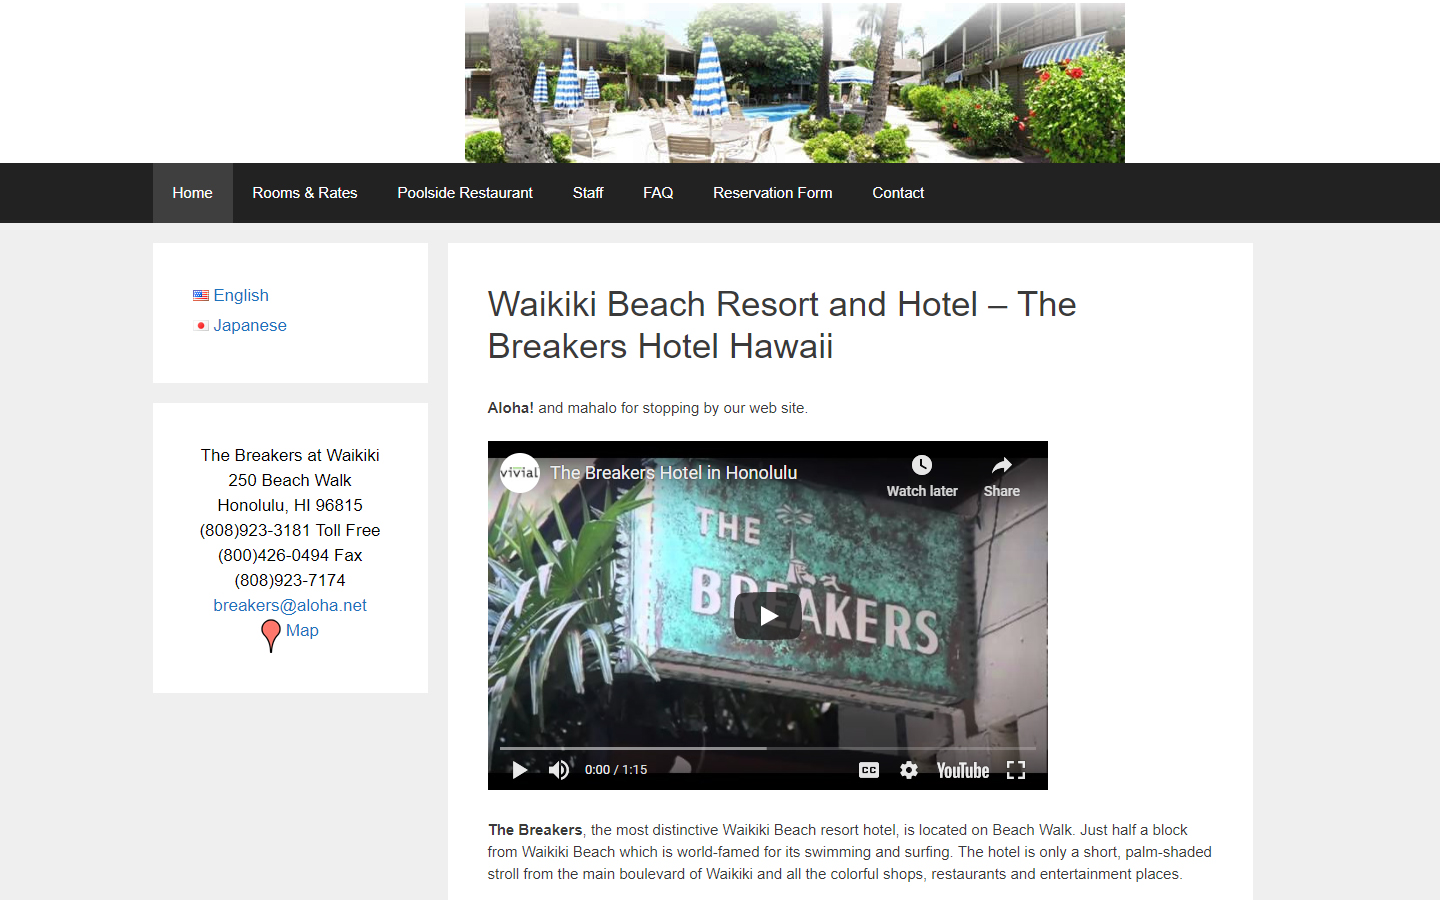 Home Rooms & Rates Poolside Restaurant Staff FAQ Reservation Form Contact
English
Japanese
The Breakers at Waikiki
250 Beach Walk
Honolulu, HI 96815
(808)923-3181 Toll Free
(800)426-0494 Fax
(808)923-7174
breakers@aloha.net
Map
Waikiki Beach Resort and Hotel – The
Breakers Hotel Hawaii
Aloha! and mahalo for stopping by our web site.
vivial
The Breakers Hotel in Honolulu
Watch later
Share
THE
BREAKERS
0:00 / 1:15
CC
YouTube
The Breakers, the most distinctive Waikiki Beach resort hotel, is located on Beach Walk. Just half a block
from Waikiki Beach which is world-famed for its swimming and surfing. The hotel is only a short, palm-shaded
stroll from the main boulevard of Waikiki and all the colorful shops, restaurants and entertainment places.